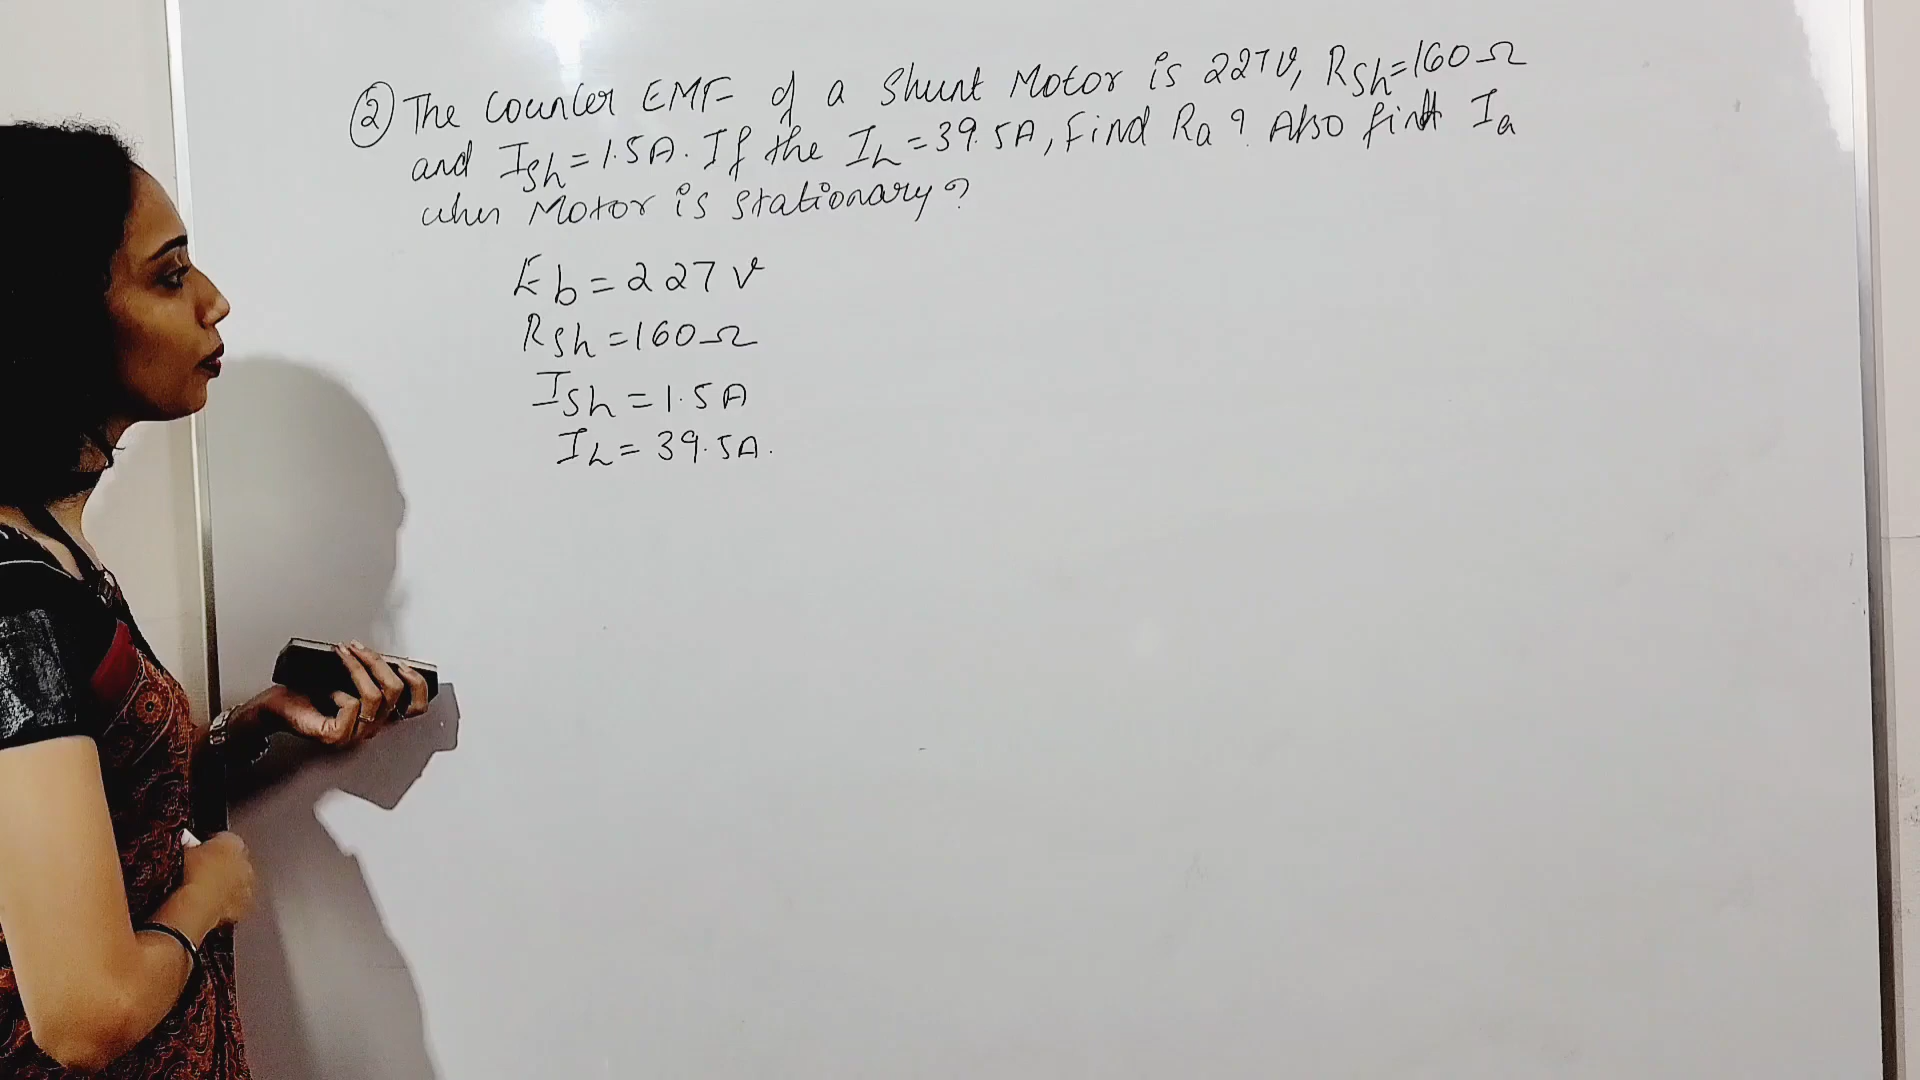 ② The Counter EMF of a Shunt Motor is 227V, Rsh=160Ω
and Ish=1.5A. If the IL=39.5A, Find Ra? Also find Ia
when Motor is stationary?
Eb=227V
Rsh=160Ω
Ish=1.5A
IL=39.5A.